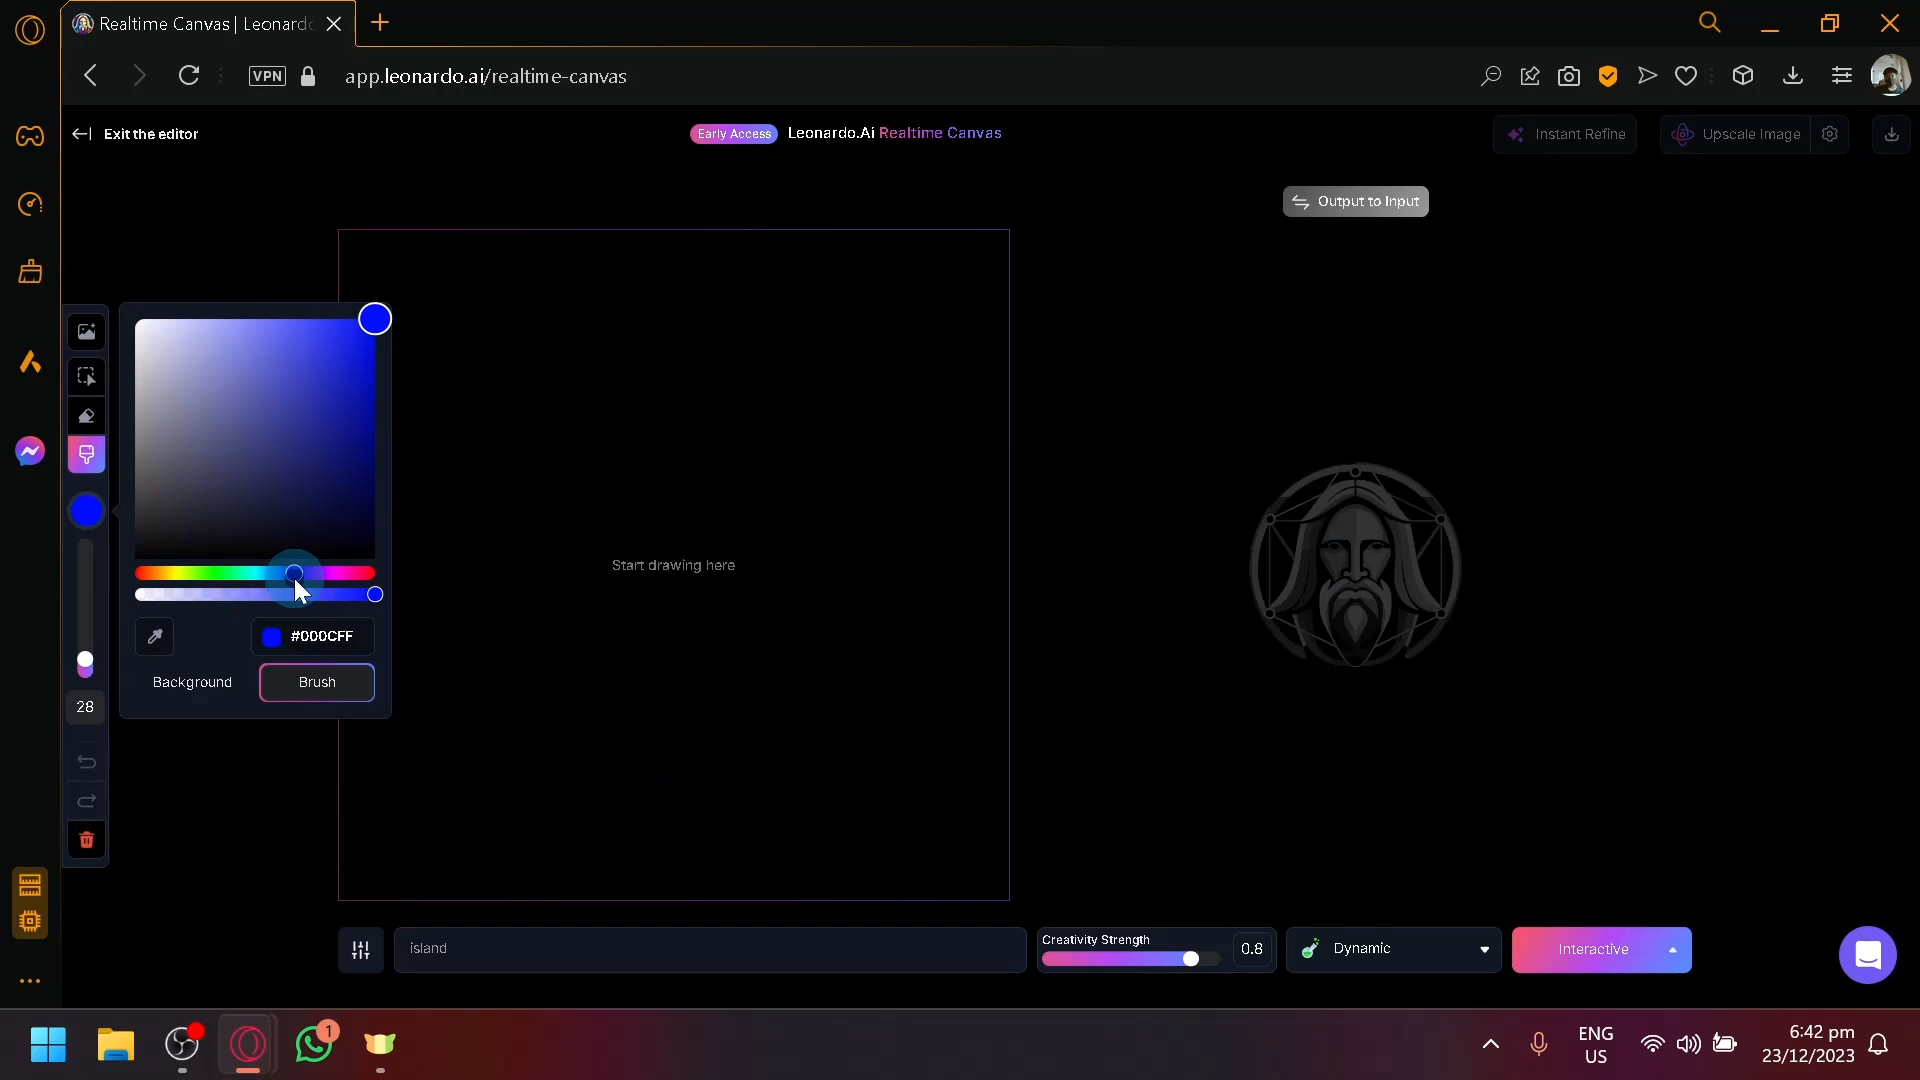 Realtime Canvas | Leonardo
VPN
app.leonardo.ai/realtime-canvas
Exit the editor
Early Access
Leonardo.Ai Realtime Canvas
Instant Refine
Upscale Image
Output to Input
Start drawing here
#000CFF
Background
Brush
28
island
Creativity Strength
0.8
Dynamic
Interactive
1
ENG
US
6:42 pm
23/12/2023